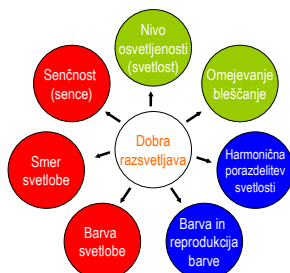 Nivo
osvetljenosti
(svetlost)
Senčnost
(sence)
Omejevanje
bleščanje
Dobra
razsvetljava
Smer
svetlobe
Harmonična
porazdelitev
svetlosti
Barva
svetlobe
Barva in
reprodukcija
barve